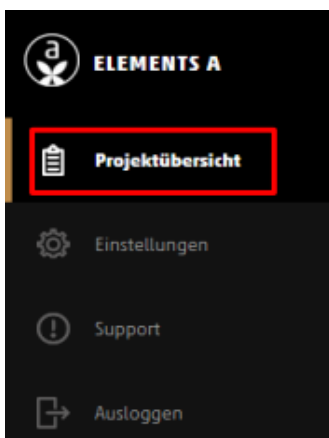 a
ELEMENTS A
Projektübersicht
Einstellungen
Support
Ausloggen